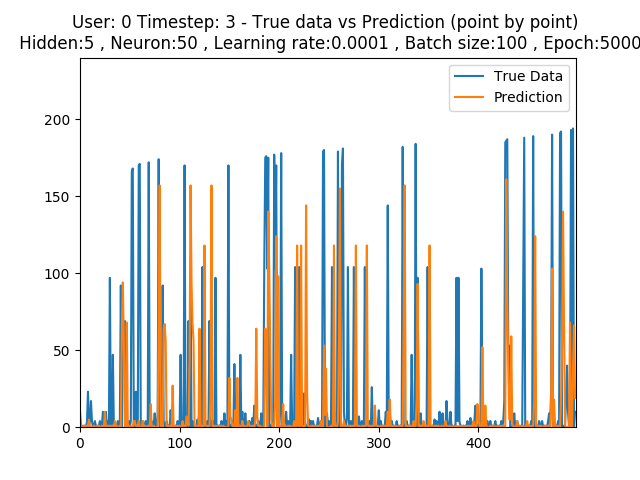 User: 0 Timestep: 3 - True data vs Prediction (point by point)
Hidden:5 , Neuron:50 , Learning rate:0.0001 , Batch size:100 , Epoch:5000
True Data
Prediction
200
150
100
50
0
0 100 200 300 400